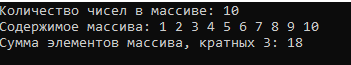 Количество чисел в массиве: 10
Содержимое массива: 1 2 3 4 5 6 7 8 9 10
Сумма элементов массива, кратных 3: 18